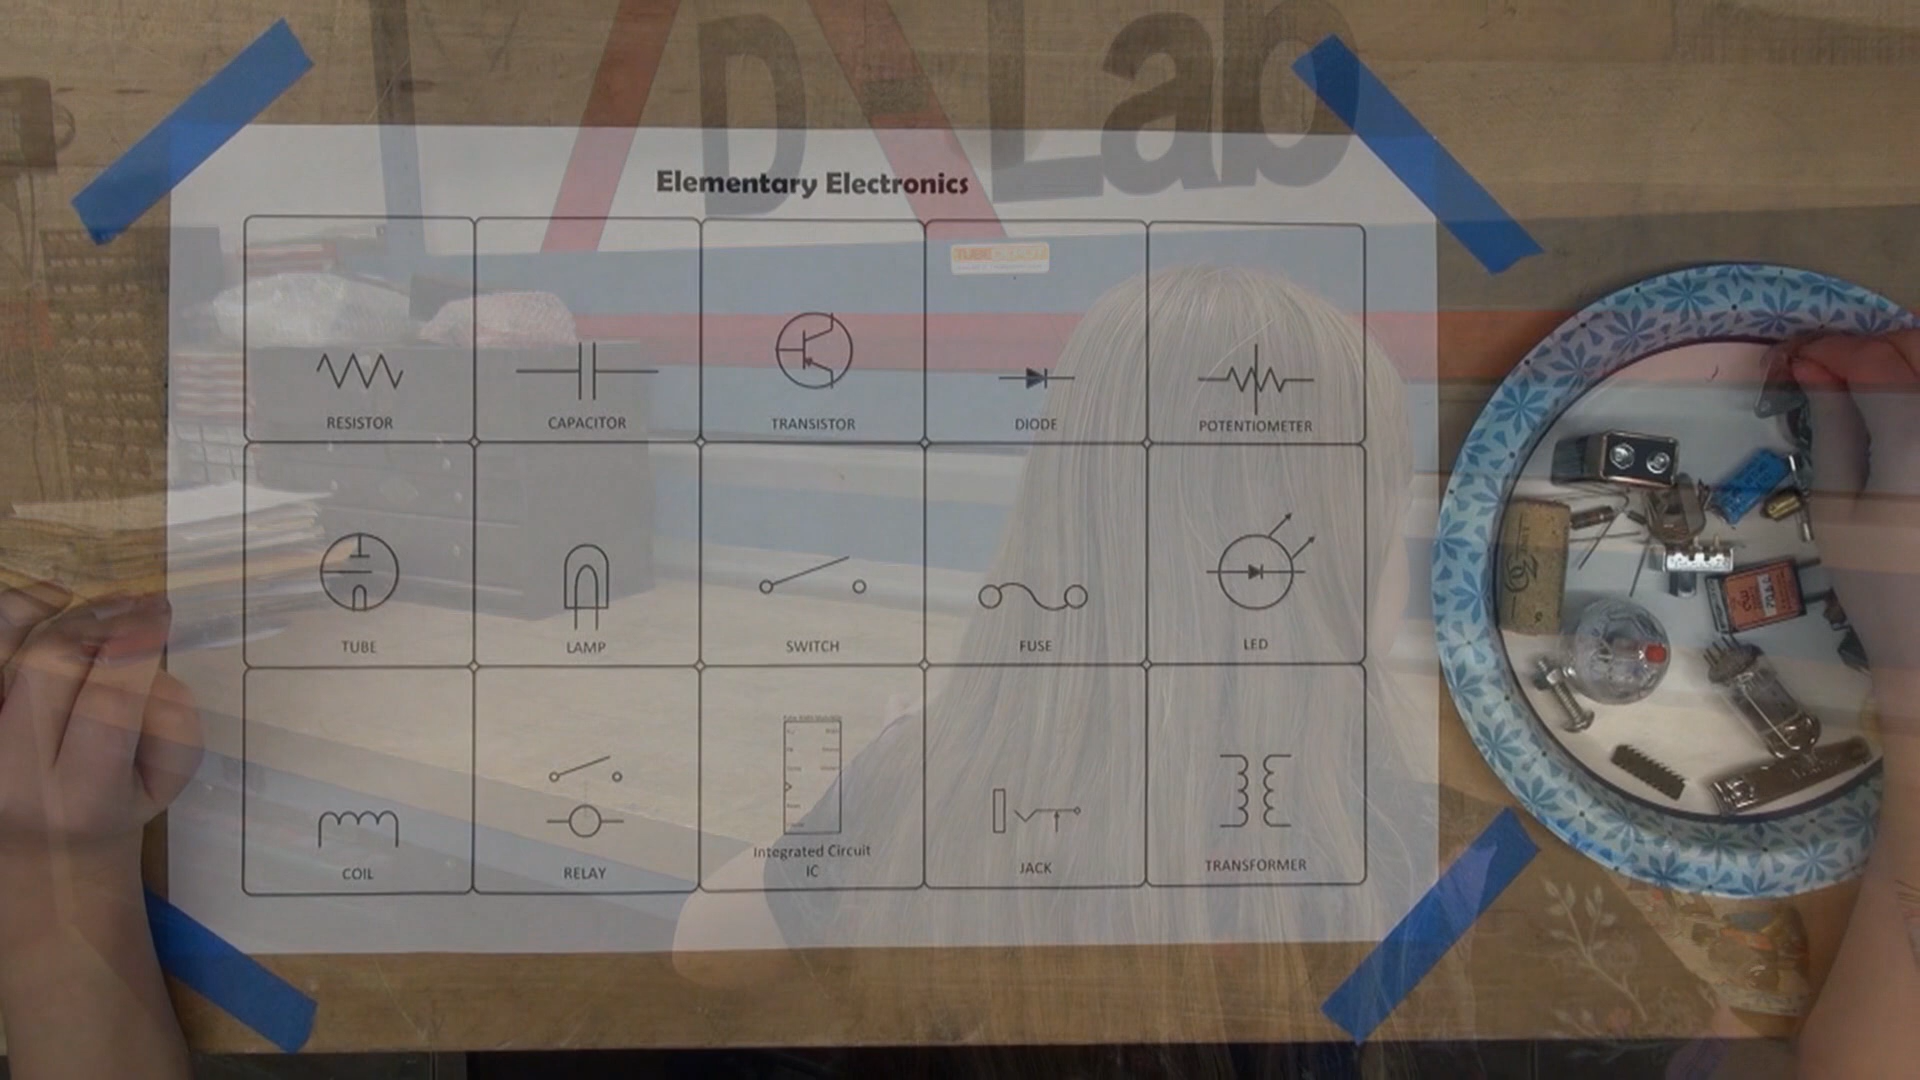 D Lab
Elementary Electronics
RESISTOR
CAPACITOR
TRANSISTOR
DIODE
POTENTIOMETER
TUBE
LAMP
SWITCH
FUSE
LED
COIL
RELAY
Integrated Circuit
IC
JACK
TRANSFORMER